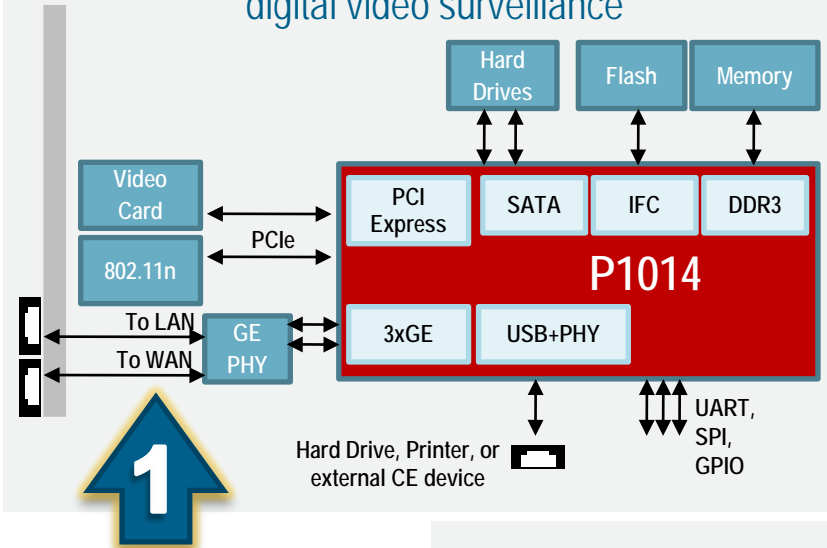 digital video surveillance
Hard
Drives
Flash
Memory
Video
Card
PCI
Express
SATA
IFC
DDR3
802.11n
PCIe
P1014
To LAN
To WAN
GE
PHY
3xGE
USB+PHY
Hard Drive, Printer, or
external CE device
UART,
SPI,
GPIO
1